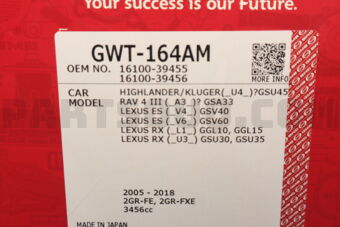 Your success is our Future.
GWT-164AM
OEM NO. 16100-39455
16100-39456
MORE INFO
CAR MODEL
HIGHLANDER/KLUGER(_U4_)?GSU45
RAV 4 III (_A3_)? GSA33
LEXUS ES (_V4_) GSV40
LEXUS ES (_V6_) GSV60
LEXUS RX (_L1_) GGL10, GGL15
LEXUS RX (_U3_) GSU30, GSU35
2005 - 2018
2GR-FE, 2GR-FXE
3456cc
MADE IN JAPAN